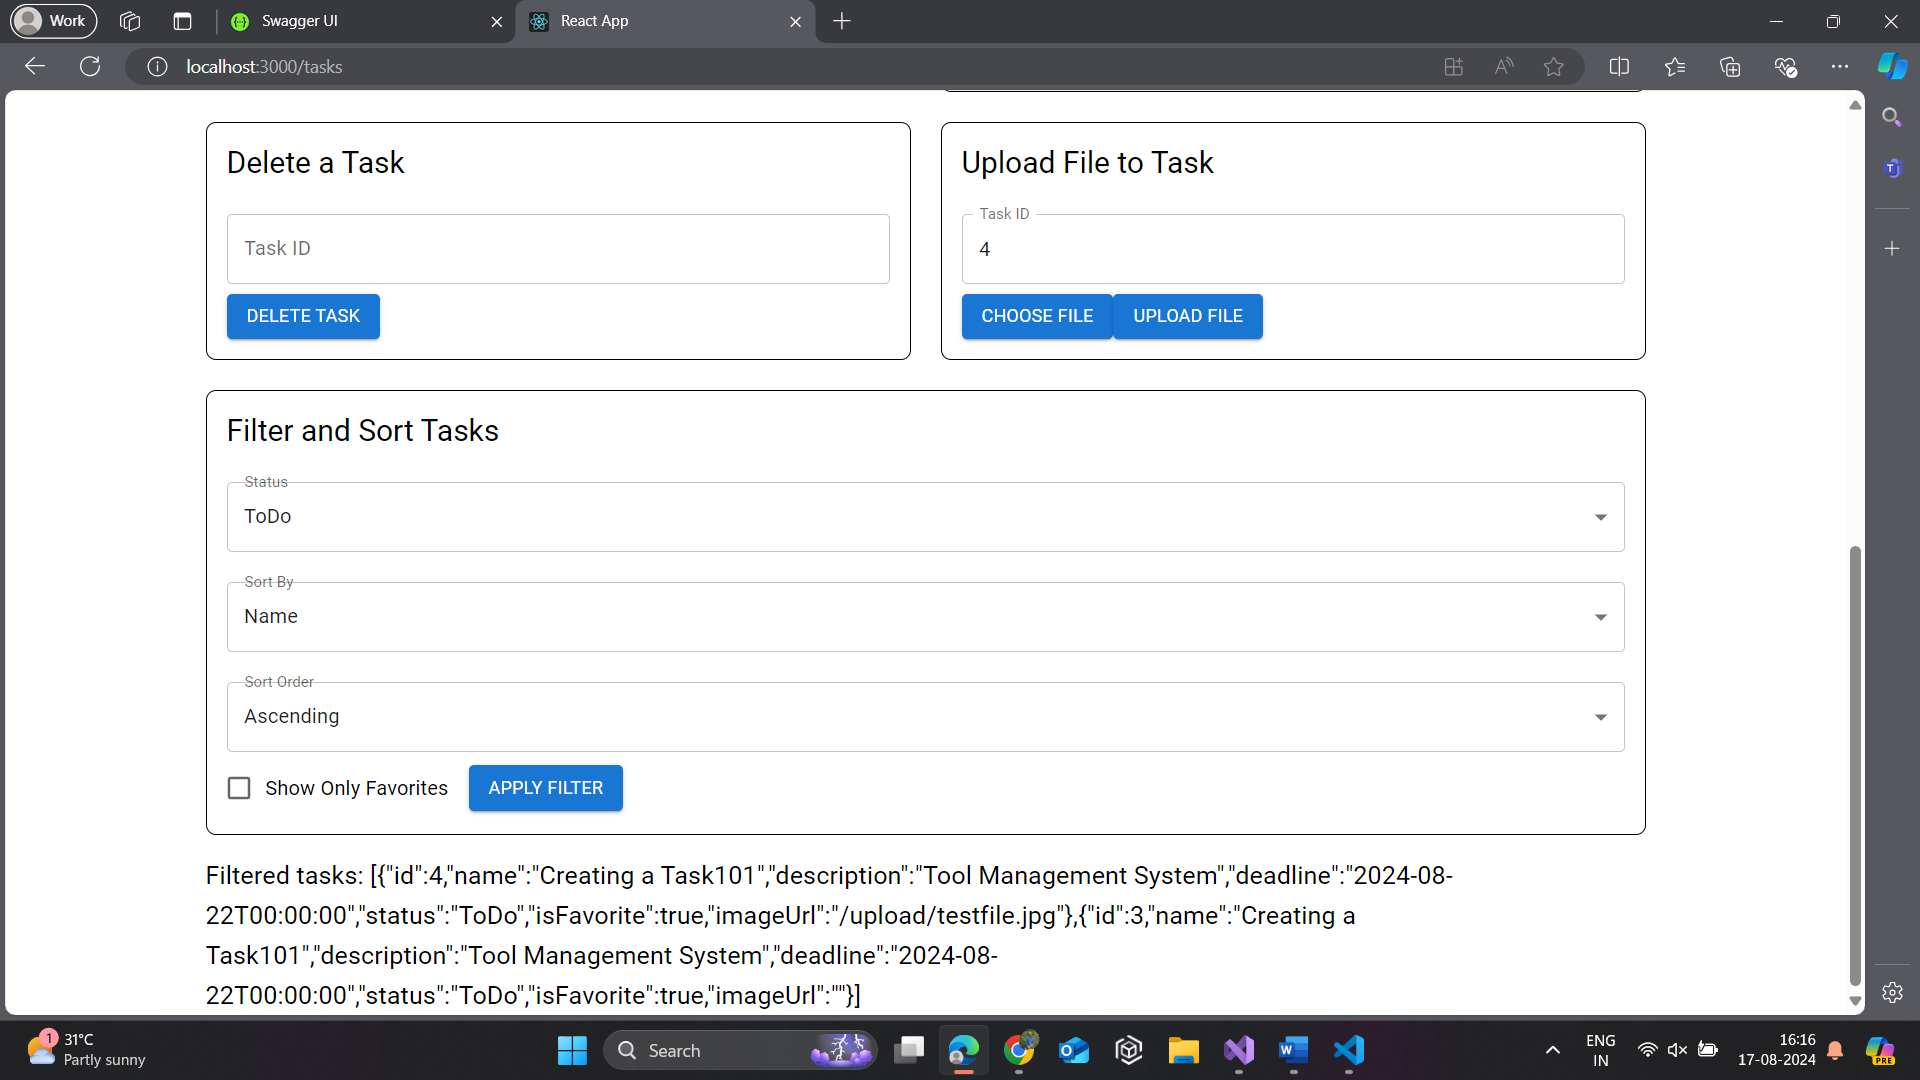 Work
Swagger UI
React App
localhost:3000/tasks
Delete a Task
Task ID
DELETE TASK
Upload File to Task
Task ID
4
CHOOSE FILE
UPLOAD FILE
Filter and Sort Tasks
Status
ToDo
Sort By
Name
Sort Order
Ascending
Show Only Favorites
APPLY FILTER
Filtered tasks: [{"id":4,"name":"Creating a Task101","description":"Tool Management System","deadline":"2024-08-
22T00:00:00","status":"ToDo","isFavorite":true,"imageUrl":"/upload/testfile.jpg"},{"id":3,"name":"Creating a
Task101","description":"Tool Management System","deadline":"2024-08-
22T00:00:00","status":"ToDo","isFavorite":true,"imageUrl":""}]
1
31°C
Partly sunny
Search
ENG
IN
16:16
17-08-2024
PRE